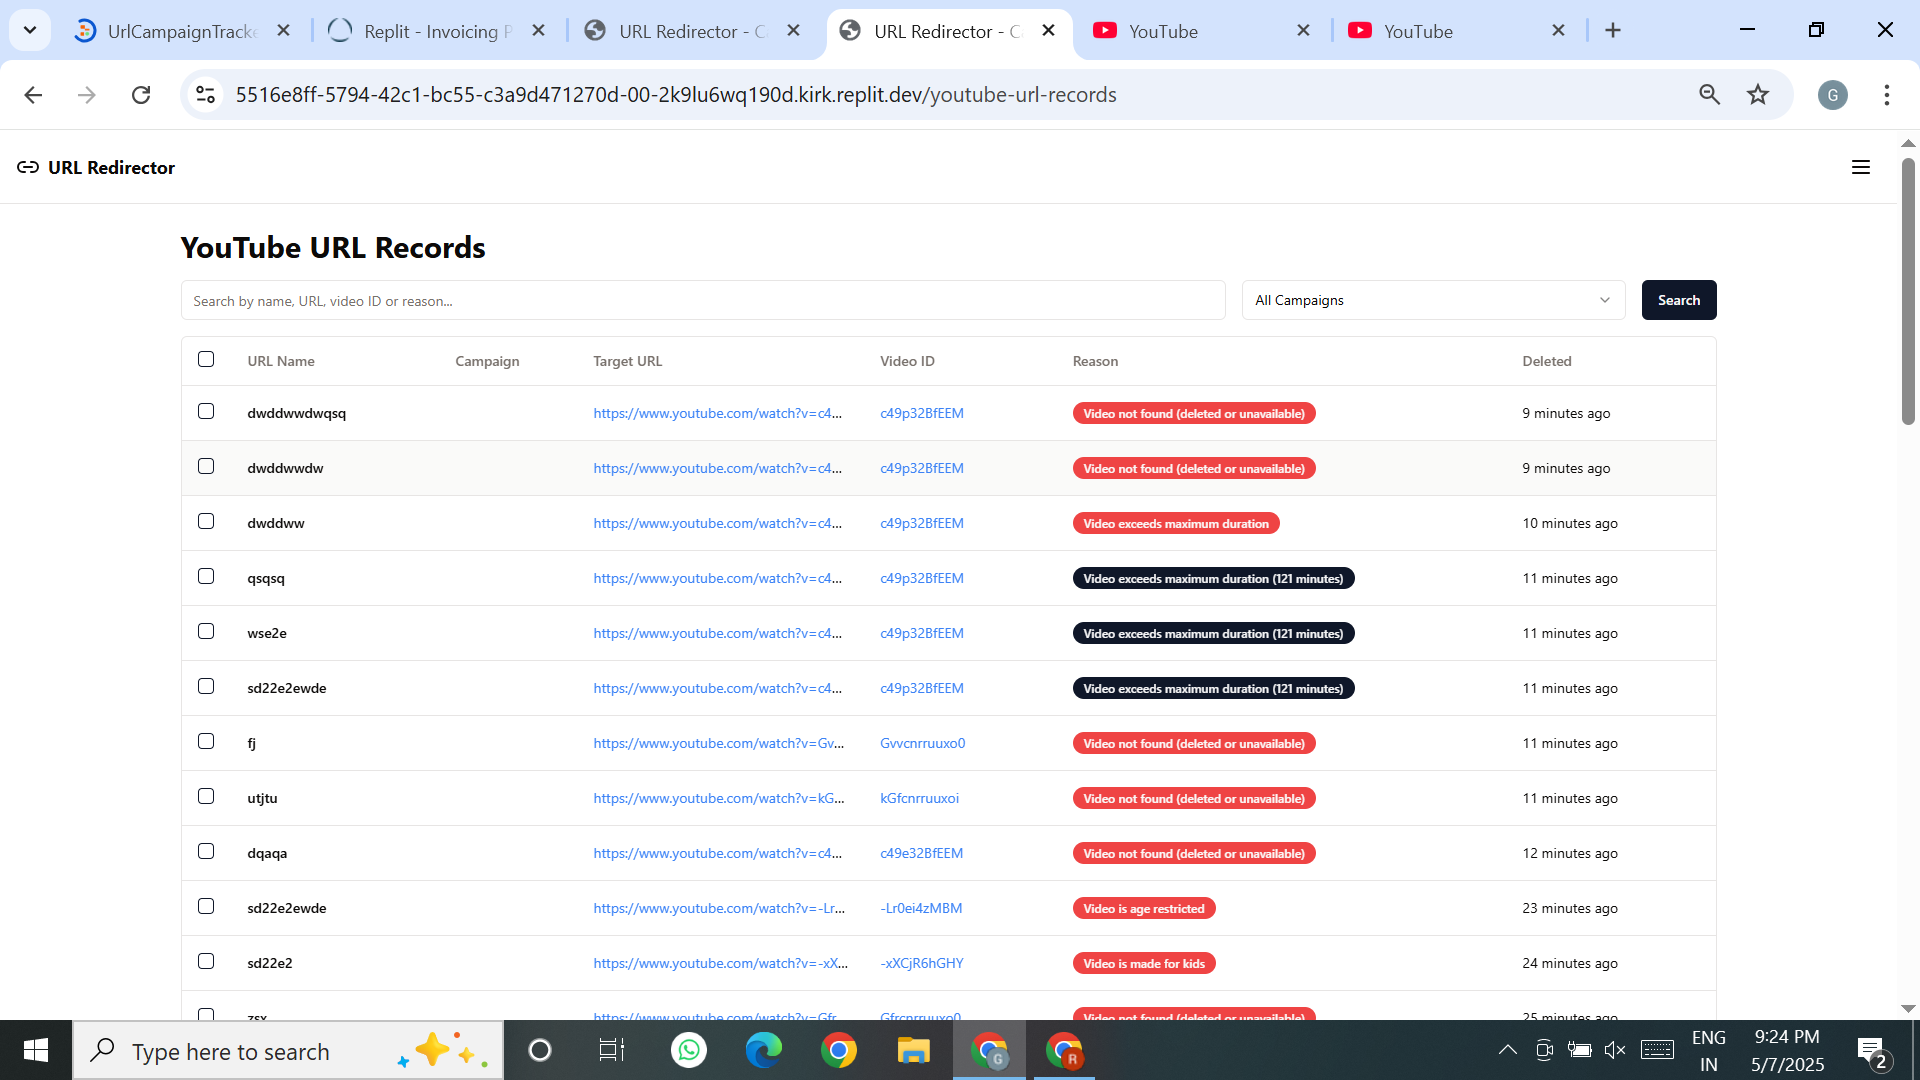 UrlCampaignTracke
Replit - Invoicing P
URL Redirector - C
URL Redirector - C
YouTube
YouTube
5516e8ff-5794-42c1-bc55-c3a9d471270d-00-2k9lu6wq190d.kirk.replit.dev/youtube-url-records
G
URL Redirector
YouTube URL Records
Search by name, URL, video ID or reason...
All Campaigns
Search
URL Name Campaign Target URL Video ID Reason Deleted
dwddwwdwqsq https://www.youtube.com/watch?v=c4... c49p32BfEEM Video not found (deleted or unavailable) 9 minutes ago
dwddwwdw https://www.youtube.com/watch?v=c4... c49p32BfEEM Video not found (deleted or unavailable) 9 minutes ago
dwddww https://www.youtube.com/watch?v=c4... c49p32BfEEM Video exceeds maximum duration 10 minutes ago
qsqsq https://www.youtube.com/watch?v=c4... c49p32BfEEM Video exceeds maximum duration (121 minutes) 11 minutes ago
wse2e https://www.youtube.com/watch?v=c4... c49p32BfEEM Video exceeds maximum duration (121 minutes) 11 minutes ago
sd22e2ewde https://www.youtube.com/watch?v=c4... c49p32BfEEM Video exceeds maximum duration (121 minutes) 11 minutes ago
fj https://www.youtube.com/watch?v=Gv... Gvvcnrruuxo0 Video not found (deleted or unavailable) 11 minutes ago
utjtu https://www.youtube.com/watch?v=kG... kGfcnrruuxoi Video not found (deleted or unavailable) 11 minutes ago
dqaqa https://www.youtube.com/watch?v=c4... c49e32BfEEM Video not found (deleted or unavailable) 12 minutes ago
sd22e2ewde https://www.youtube.com/watch?v=-Lr... -Lr0ei4zMBM Video is age restricted 23 minutes ago
sd22e2 https://www.youtube.com/watch?v=-xX... -xXCjR6hGHY Video is made for kids 24 minutes ago
zsx https://www.youtube.com/watch?v=Gfr Gfrcnrruuxo0 Video not found (deleted or unavailable) 25 minutes ago
Type here to search
G
R
ENG
IN
9:24 PM
5/7/2025
2